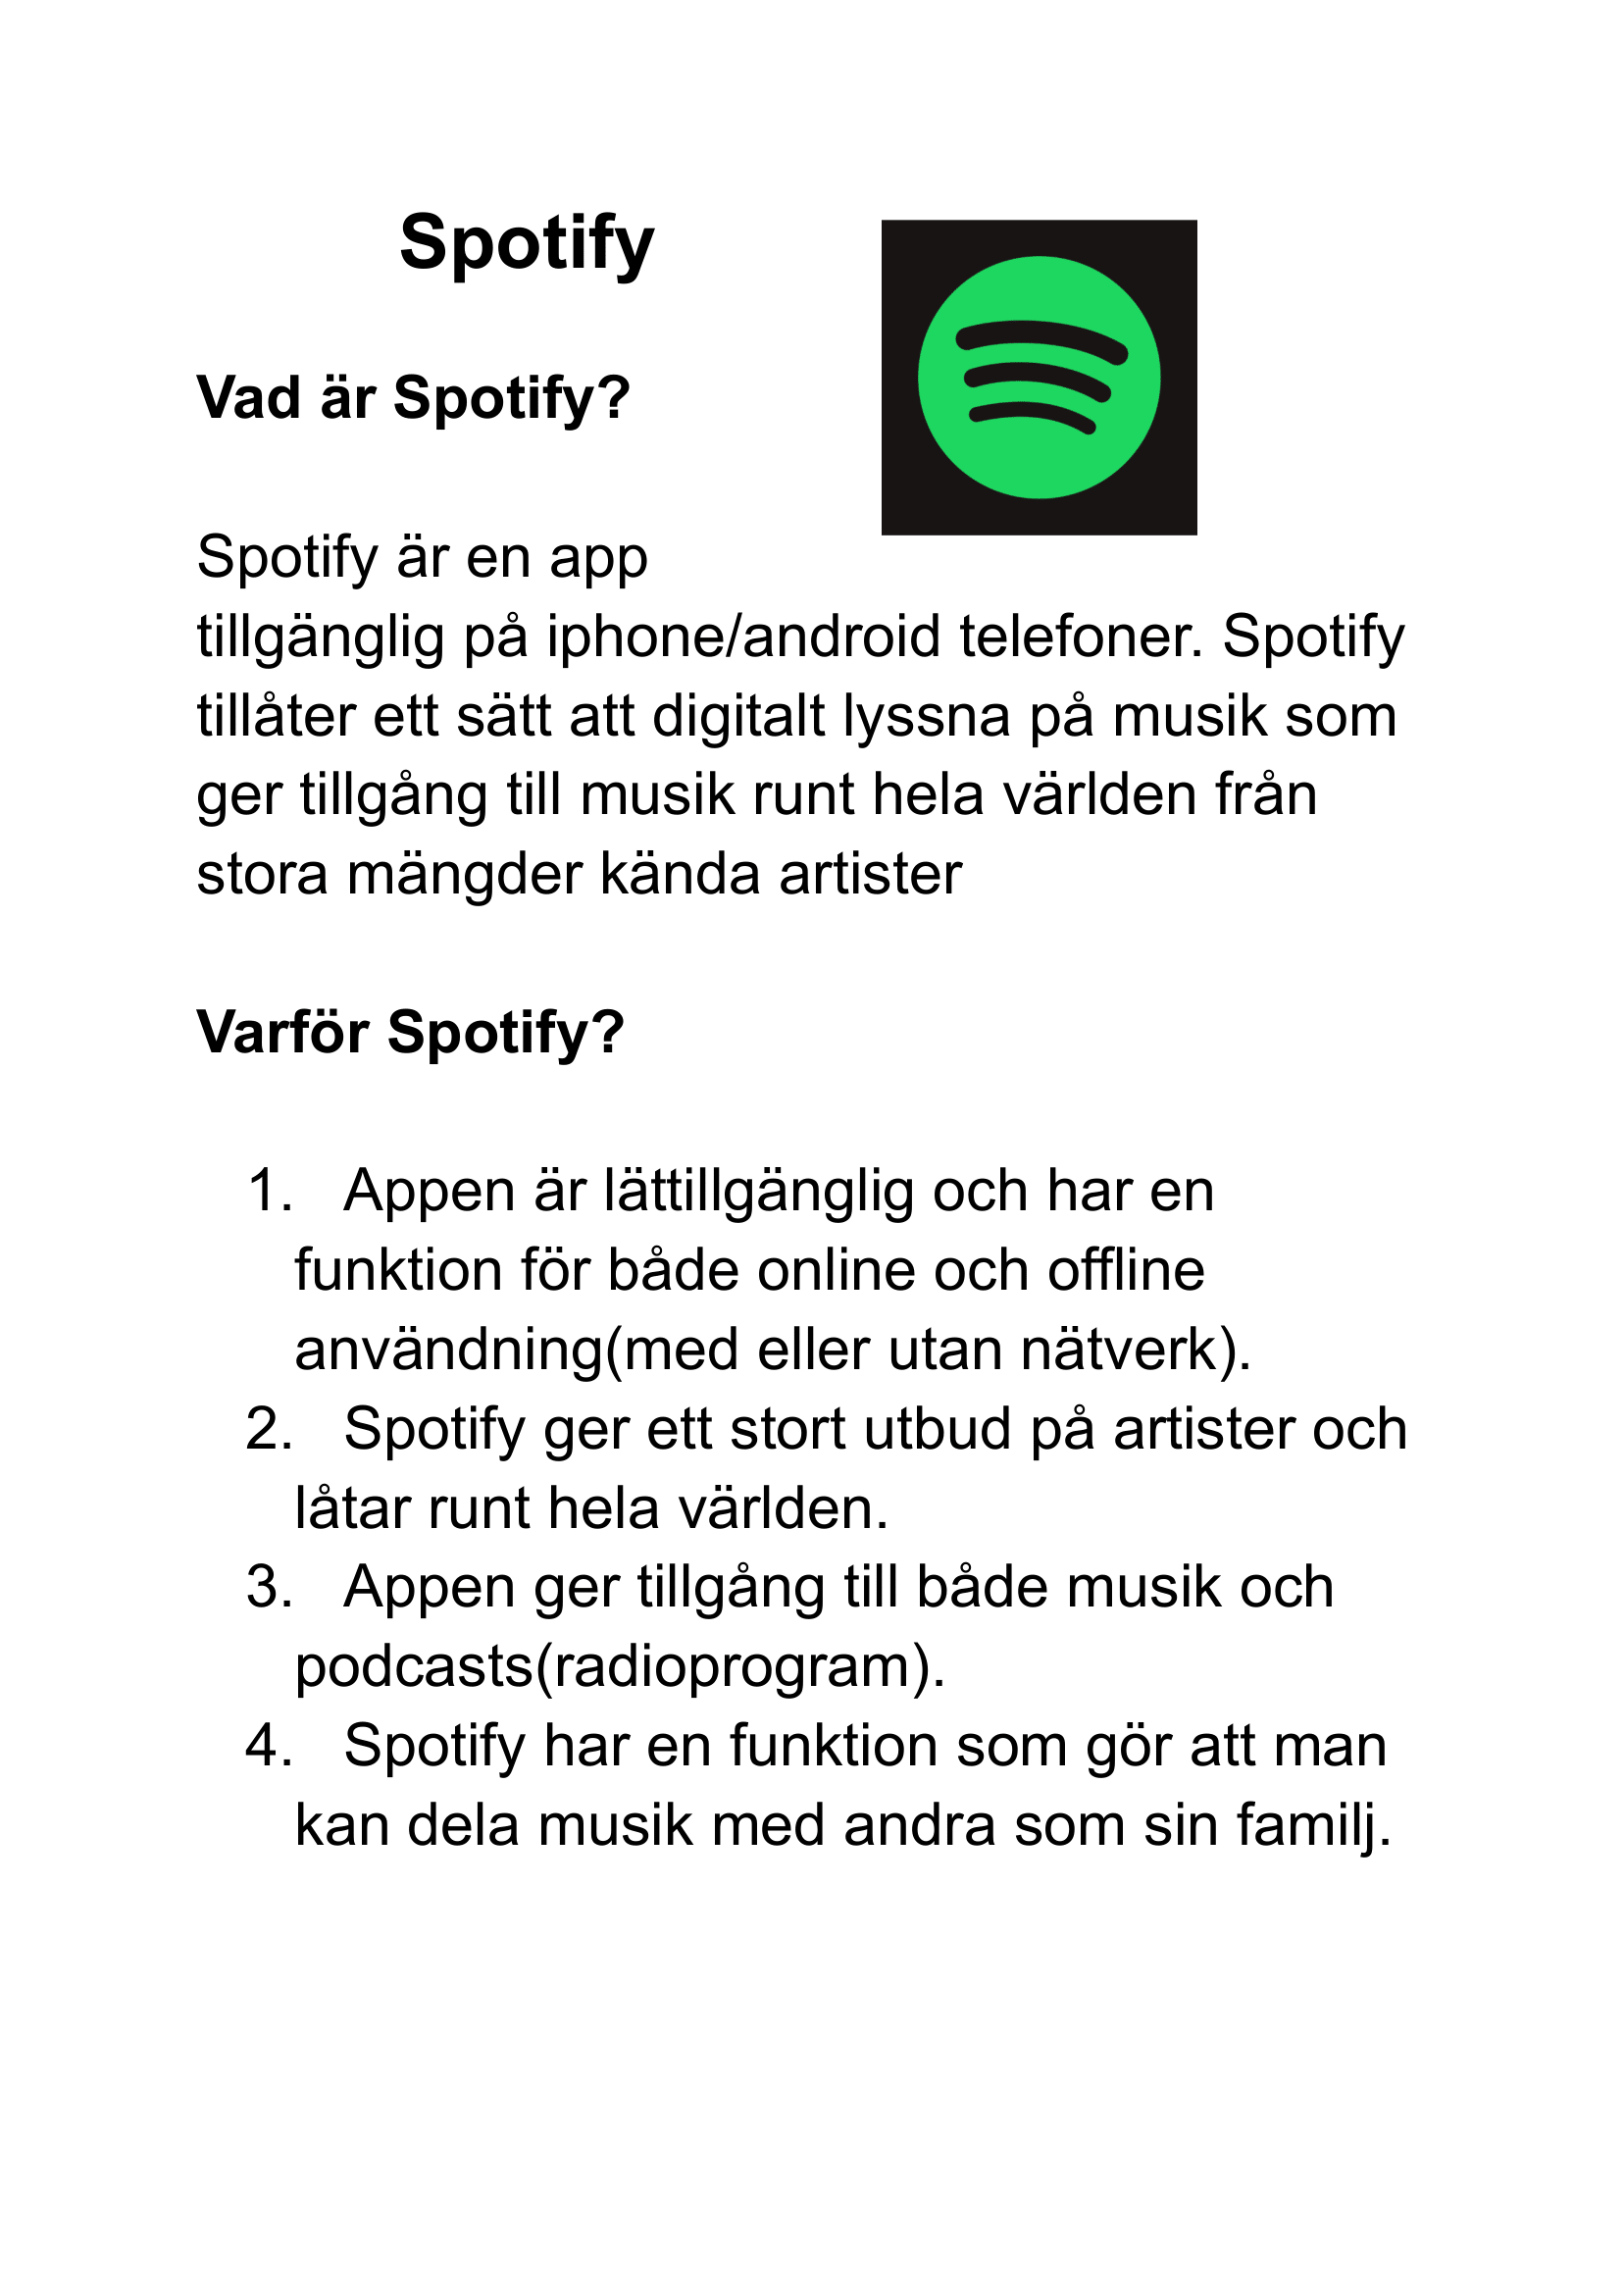 Spotify
Vad är Spotify?
Spotify är en app
tillgänglig på iphone/android telefoner. Spotify
tillåter ett sätt att digitalt lyssna på musik som
ger tillgång till musik runt hela världen från
stora mängder kända artister
Varför Spotify?
1. Appen är lättillgänglig och har en
funktion för både online och offline
användning(med eller utan nätverk).
2. Spotify ger ett stort utbud på artister och
låtar runt hela världen.
3. Appen ger tillgång till både musik och
podcasts(radioprogram).
4. Spotify har en funktion som gör att man
kan dela musik med andra som sin familj.